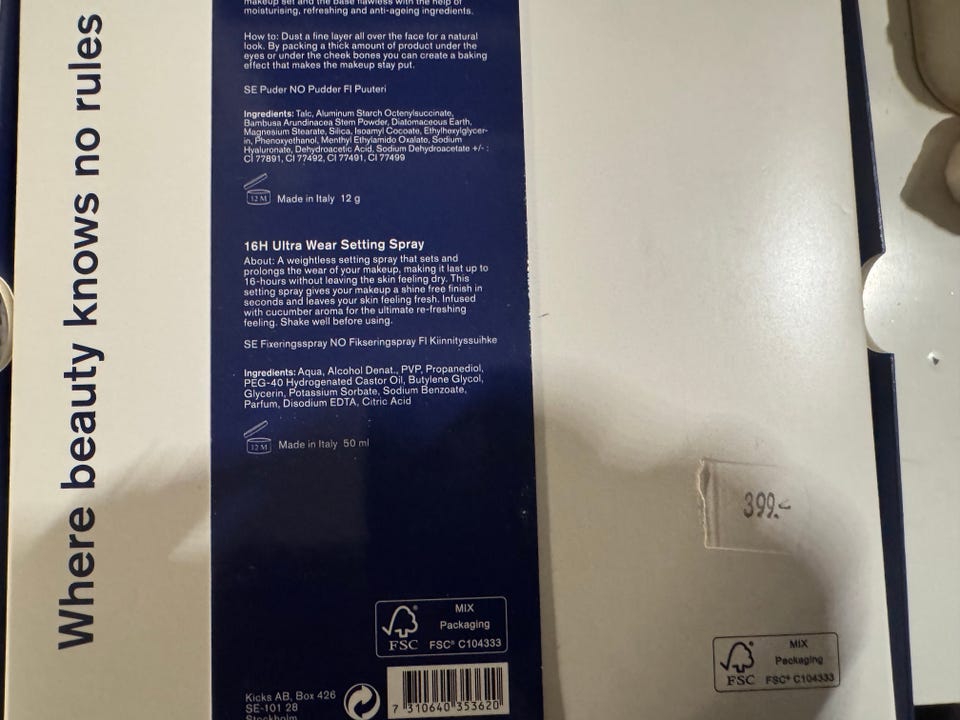 Where beauty knows no rules
makeup set and the base flawless with the help of
moisturising, refreshing and anti-ageing ingredients.
How to: Dust a fine layer all over the face for a natural
look. By packing a thick amount of product under the
eyes or under the cheek bones you can create a baking
effect that makes the makeup stay put.
SE Puder NO Pudder FI Puuteri
Ingredients: Talc, Aluminum Starch Octenylsuccinate,
Bambusa Arundinacea Stem Powder, Diatomaceous Earth,
Magnesium Stearate, Silica, Isoamyl Cocoate, Ethylhexylglycer-
in, Phenoxyethanol, Menthyl Ethylamido Oxalate, Sodium
Hyaluronate, Dehydroacetic Acid, Sodium Dehydroacetate +/- :
CI 77891, CI 77492, CI 77491, CI 77499
12 M Made in Italy 12 g
16H Ultra Wear Setting Spray
About: A weightless setting spray that sets and
prolongs the wear of your makeup, making it last up to
16-hours without leaving the skin feeling dry. This
setting spray gives your makeup a shine free finish in
seconds and leaves your skin feeling fresh. Infused
with cucumber aroma for the ultimate re-freshing
feeling. Shake well before using.
SE Fixeringsspray NO Fikseringspray FI Kiinnityssuihke
Ingredients: Aqua, Alcohol Denat., PVP, Propanediol,
PEG-40 Hydrogenated Castor Oil, Butylene Glycol,
Glycerin, Potassium Sorbate, Sodium Benzoate,
Parfum, Disodium EDTA, Citric Acid
12 M Made in Italy 50 ml
399.-
MIX
Packaging
FSC FSC® C104333
MIX
Packaging
FSC FSC® C104333
Kicks AB, Box 426
SE-101 28
Stockholm
7 310640 353620